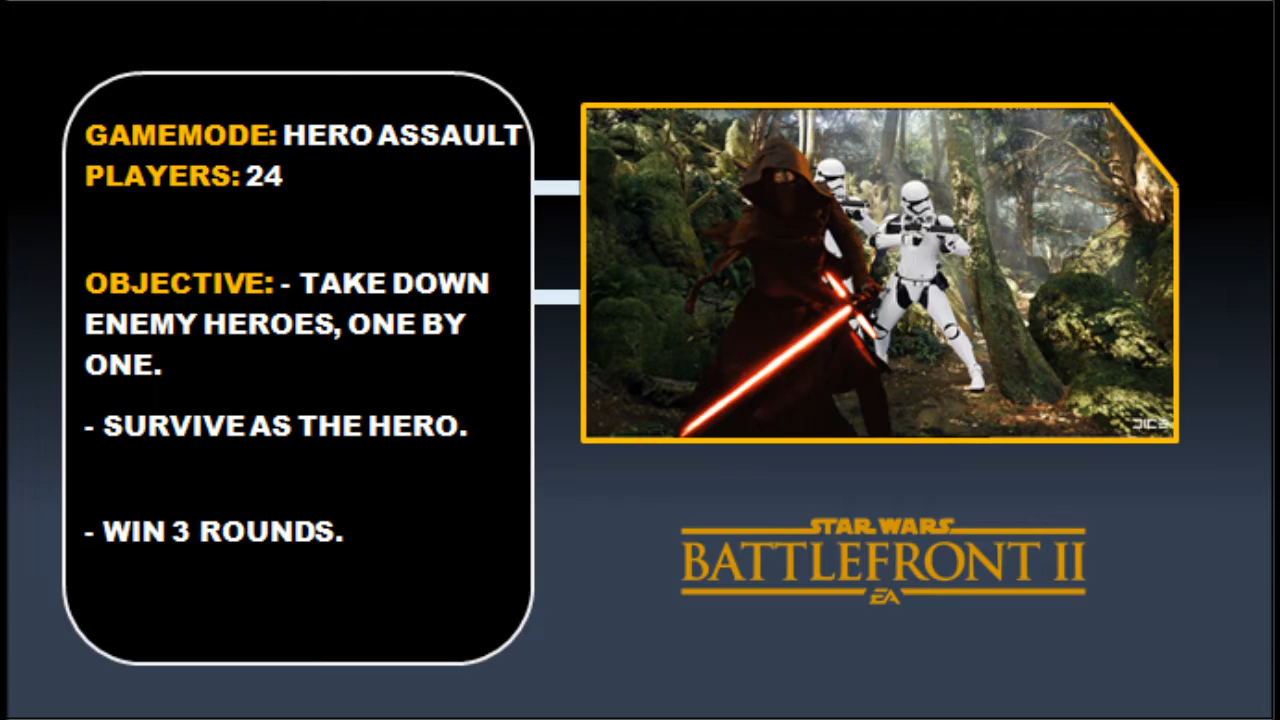 GAMEMODE: HERO ASSAULT
PLAYERS: 24
OBJECTIVE: - TAKE DOWN
ENEMY HEROES, ONE BY
ONE.
- SURVIVE AS THE HERO.
- WIN 3 ROUNDS.
DICE
STAR WARS
BATTLEFRONT II
EA